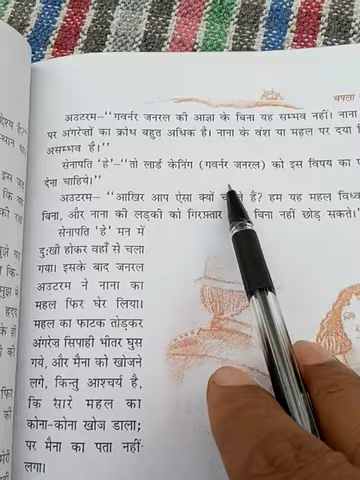 चपला
अउटरम–‘‘गवर्नर जनरल की आज्ञा के बिना यह सम्भव नहीं। नाना
पर अंगरेज़ों का क्रोध बहुत अधिक है। नाना के वंश या महल पर दया
असम्भव है।’’
सेनापति ‘हे’–‘‘तो लार्ड केनिंग (गवर्नर जनरल) को इस विषय का
देना चाहिये।’’
अउटरम– ‘‘आखिर आप ऐसा क्यों हैं? हम यह महल
बिना, और नाना की लड़की को गिरफ़्तार बिना नहीं छोड़ सकते।’’
सेनापति ‘हे’ मन में
दुःखी होकर वहाँ से चला
गया। इसके बाद जनरल
अउटरम ने नाना का
महल फिर घेर लिया।
महल का फाटक तोड़कर
अंगरेज सिपाही भीतर घुस
गये, और मैना को खोजने
लगे, किन्तु आश्चर्य है,
कि सारे महल का
कोना-कोना खोज डाला;
पर मैना का पता नहीं
लगा।